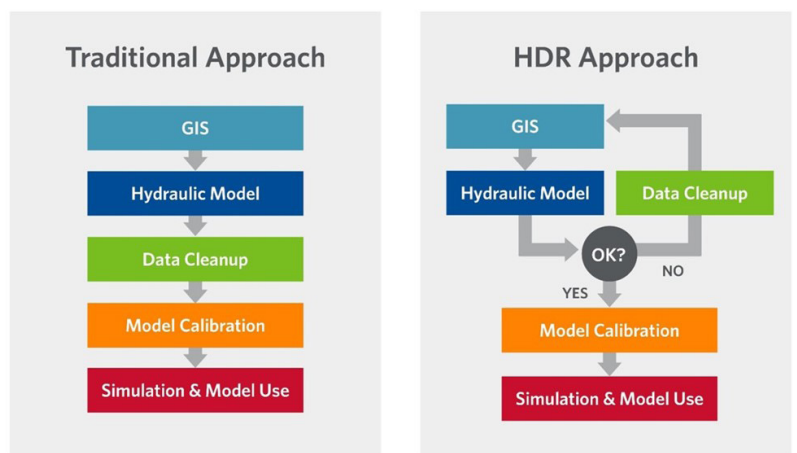 Traditional Approach
GIS
Hydraulic Model
Data Cleanup
Model Calibration
Simulation & Model Use
HDR Approach
GIS
Hydraulic Model
Data Cleanup
OK?
NO
YES
Model Calibration
Simulation & Model Use